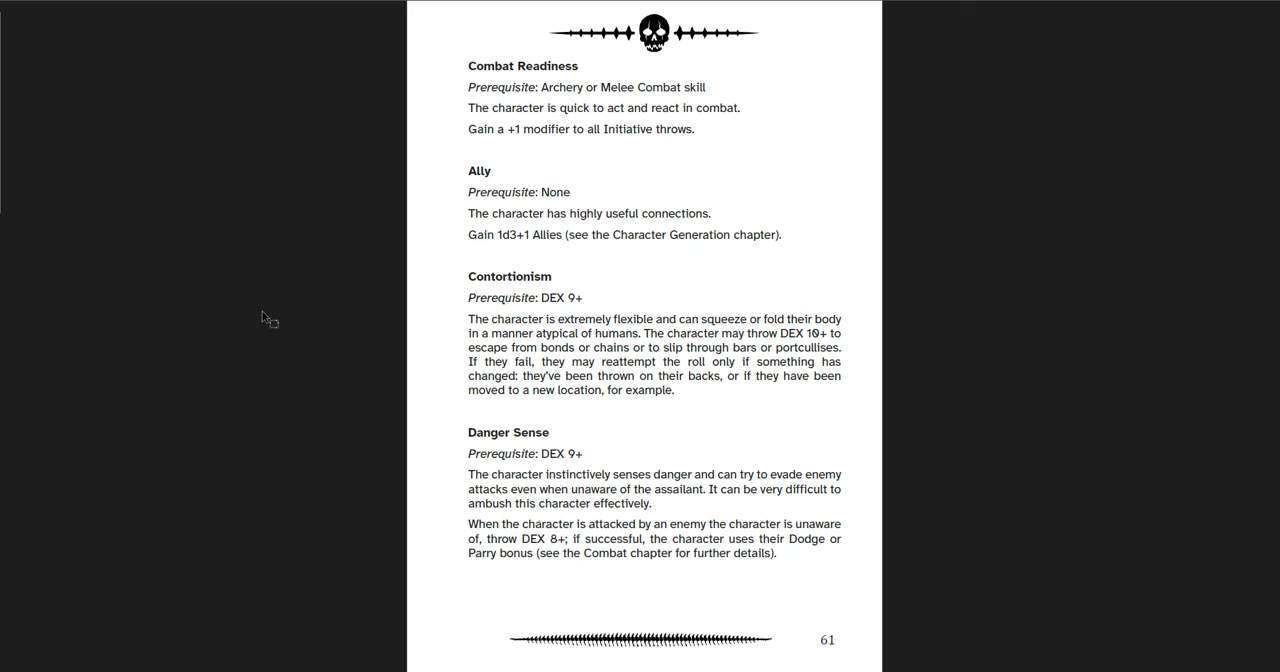 Combat Readiness
Prerequisite: Archery or Melee Combat skill
The character is quick to act and react in combat.
Gain a +1 modifier to all Initiative throws.
Ally
Prerequisite: None
The character has highly useful connections.
Gain 1d3+1 Allies (see the Character Generation chapter).
Contortionism
Prerequisite: DEX 9+
The character is extremely flexible and can squeeze or fold their body
in a manner atypical of humans. The character may throw DEX 10+ to
escape from bonds or chains or to slip through bars or portcullises.
If they fail, they may reattempt the roll only if something has
changed: they've been thrown on their backs, or if they have been
moved to a new location, for example.
Danger Sense
Prerequisite: DEX 9+
The character instinctively senses danger and can try to evade enemy
attacks even when unaware of the assailant. It can be very difficult to
ambush this character effectively.
When the character is attacked by an enemy the character is unaware
of, throw DEX 8+; if successful, the character uses their Dodge or
Parry bonus (see the Combat chapter for further details).
61